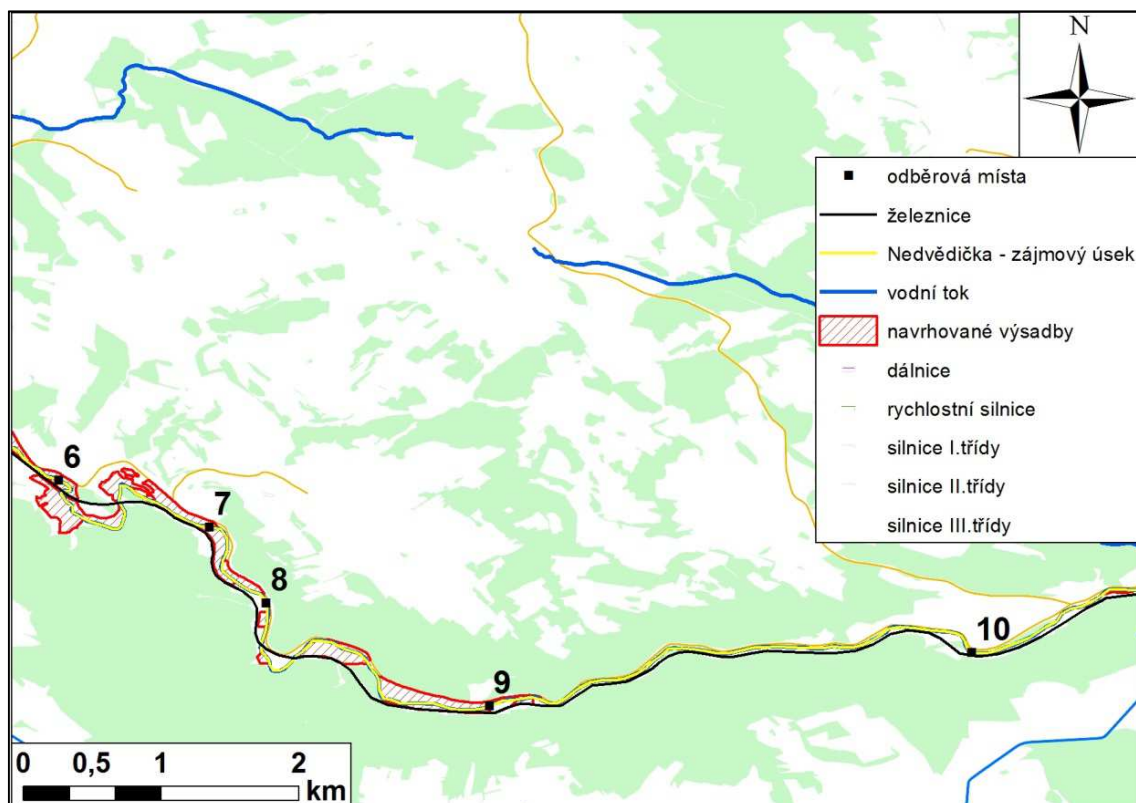 N
odběrová místa
železnice
Nedvědička - zájmový úsek
vodní tok
navrhované výsadby
dálnice
rychlostní silnice
silnice I.třídy
silnice II.třídy
silnice III.třídy
6
7
8
9
10
0 0,5 1 2
km